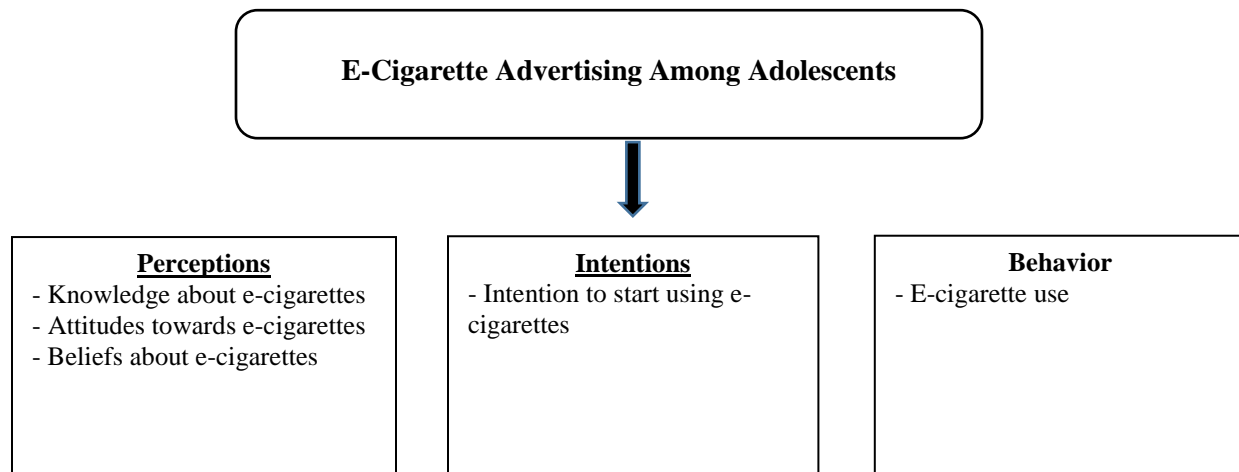 E-Cigarette Advertising Among Adolescents
Perceptions
- Knowledge about e-cigarettes
- Attitudes towards e-cigarettes
- Beliefs about e-cigarettes
Intentions
- Intention to start using e-
cigarettes
Behavior
- E-cigarette use